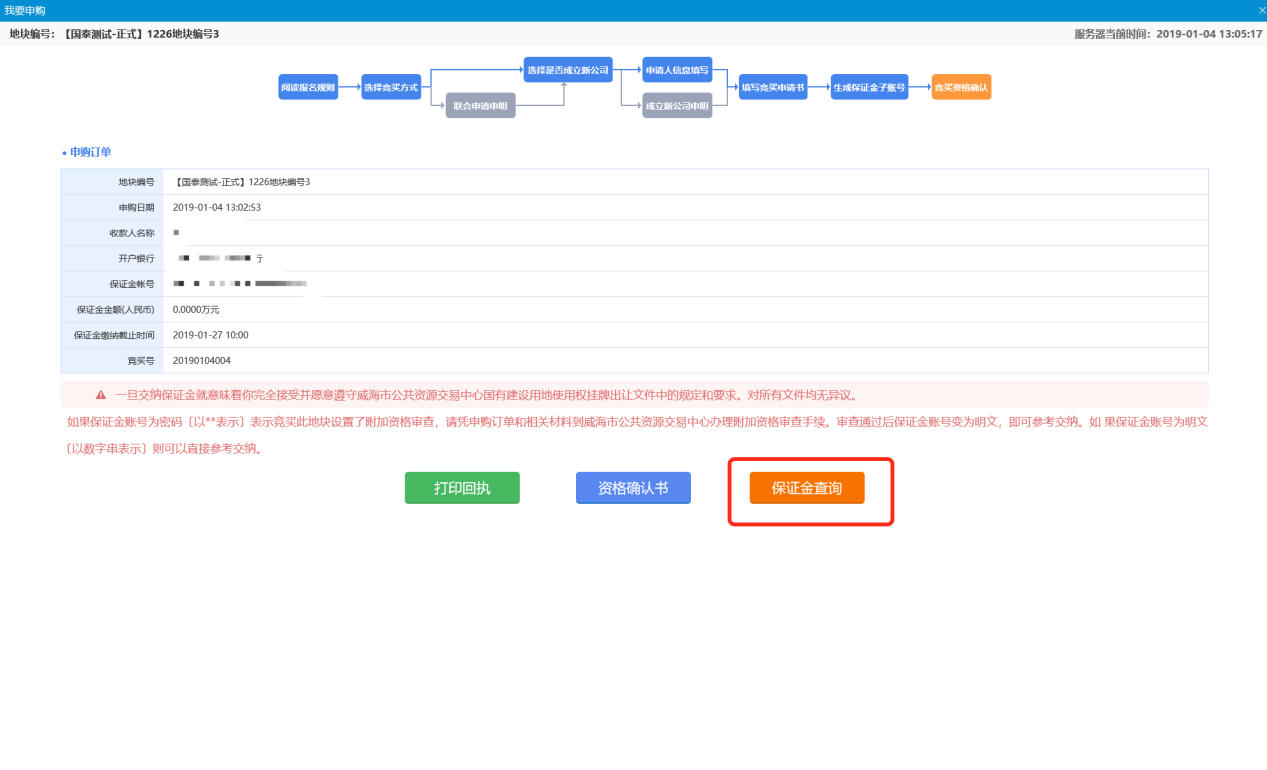 我要申购
×
地块编号： 【国泰测试-正式】1226地块编号3
服务器当前时间： 2019-01-04 13:05:17
阅读报名规则
选择竞买方式
联合申请申明
选择是否成立新公司
申请人信息填写
成立新公司申明
填写竞买申请书
生成保证金子账号
竞买资格确认
• 申购订单
地块编号 【国泰测试-正式】1226地块编号3
申购日期 2019-01-04 13:02:53
收款人名称
开户银行
保证金帐号
保证金金额(人民币) 0.0000万元
保证金缴纳截止时间 2019-01-27 10:00
竞买号 20190104004
一旦交纳保证金就意味着你完全接受并愿意遵守威海市公共资源交易中心国有建设用地使用权挂牌出让文件中的规定和要求。对所有文件均无异议。
如果保证金账号为密码〔以**表示〕表示竞买此地块设置了附加资格审查，请凭申购订单和相关材料到威海市公共资源交易中心办理附加资格审查手续。审查通过后保证金账号变为明文，即可参考交纳。如 果保证金账号为明文
〔以数字串表示〕则可以直接参考交纳。
打印回执
资格确认书
保证金查询